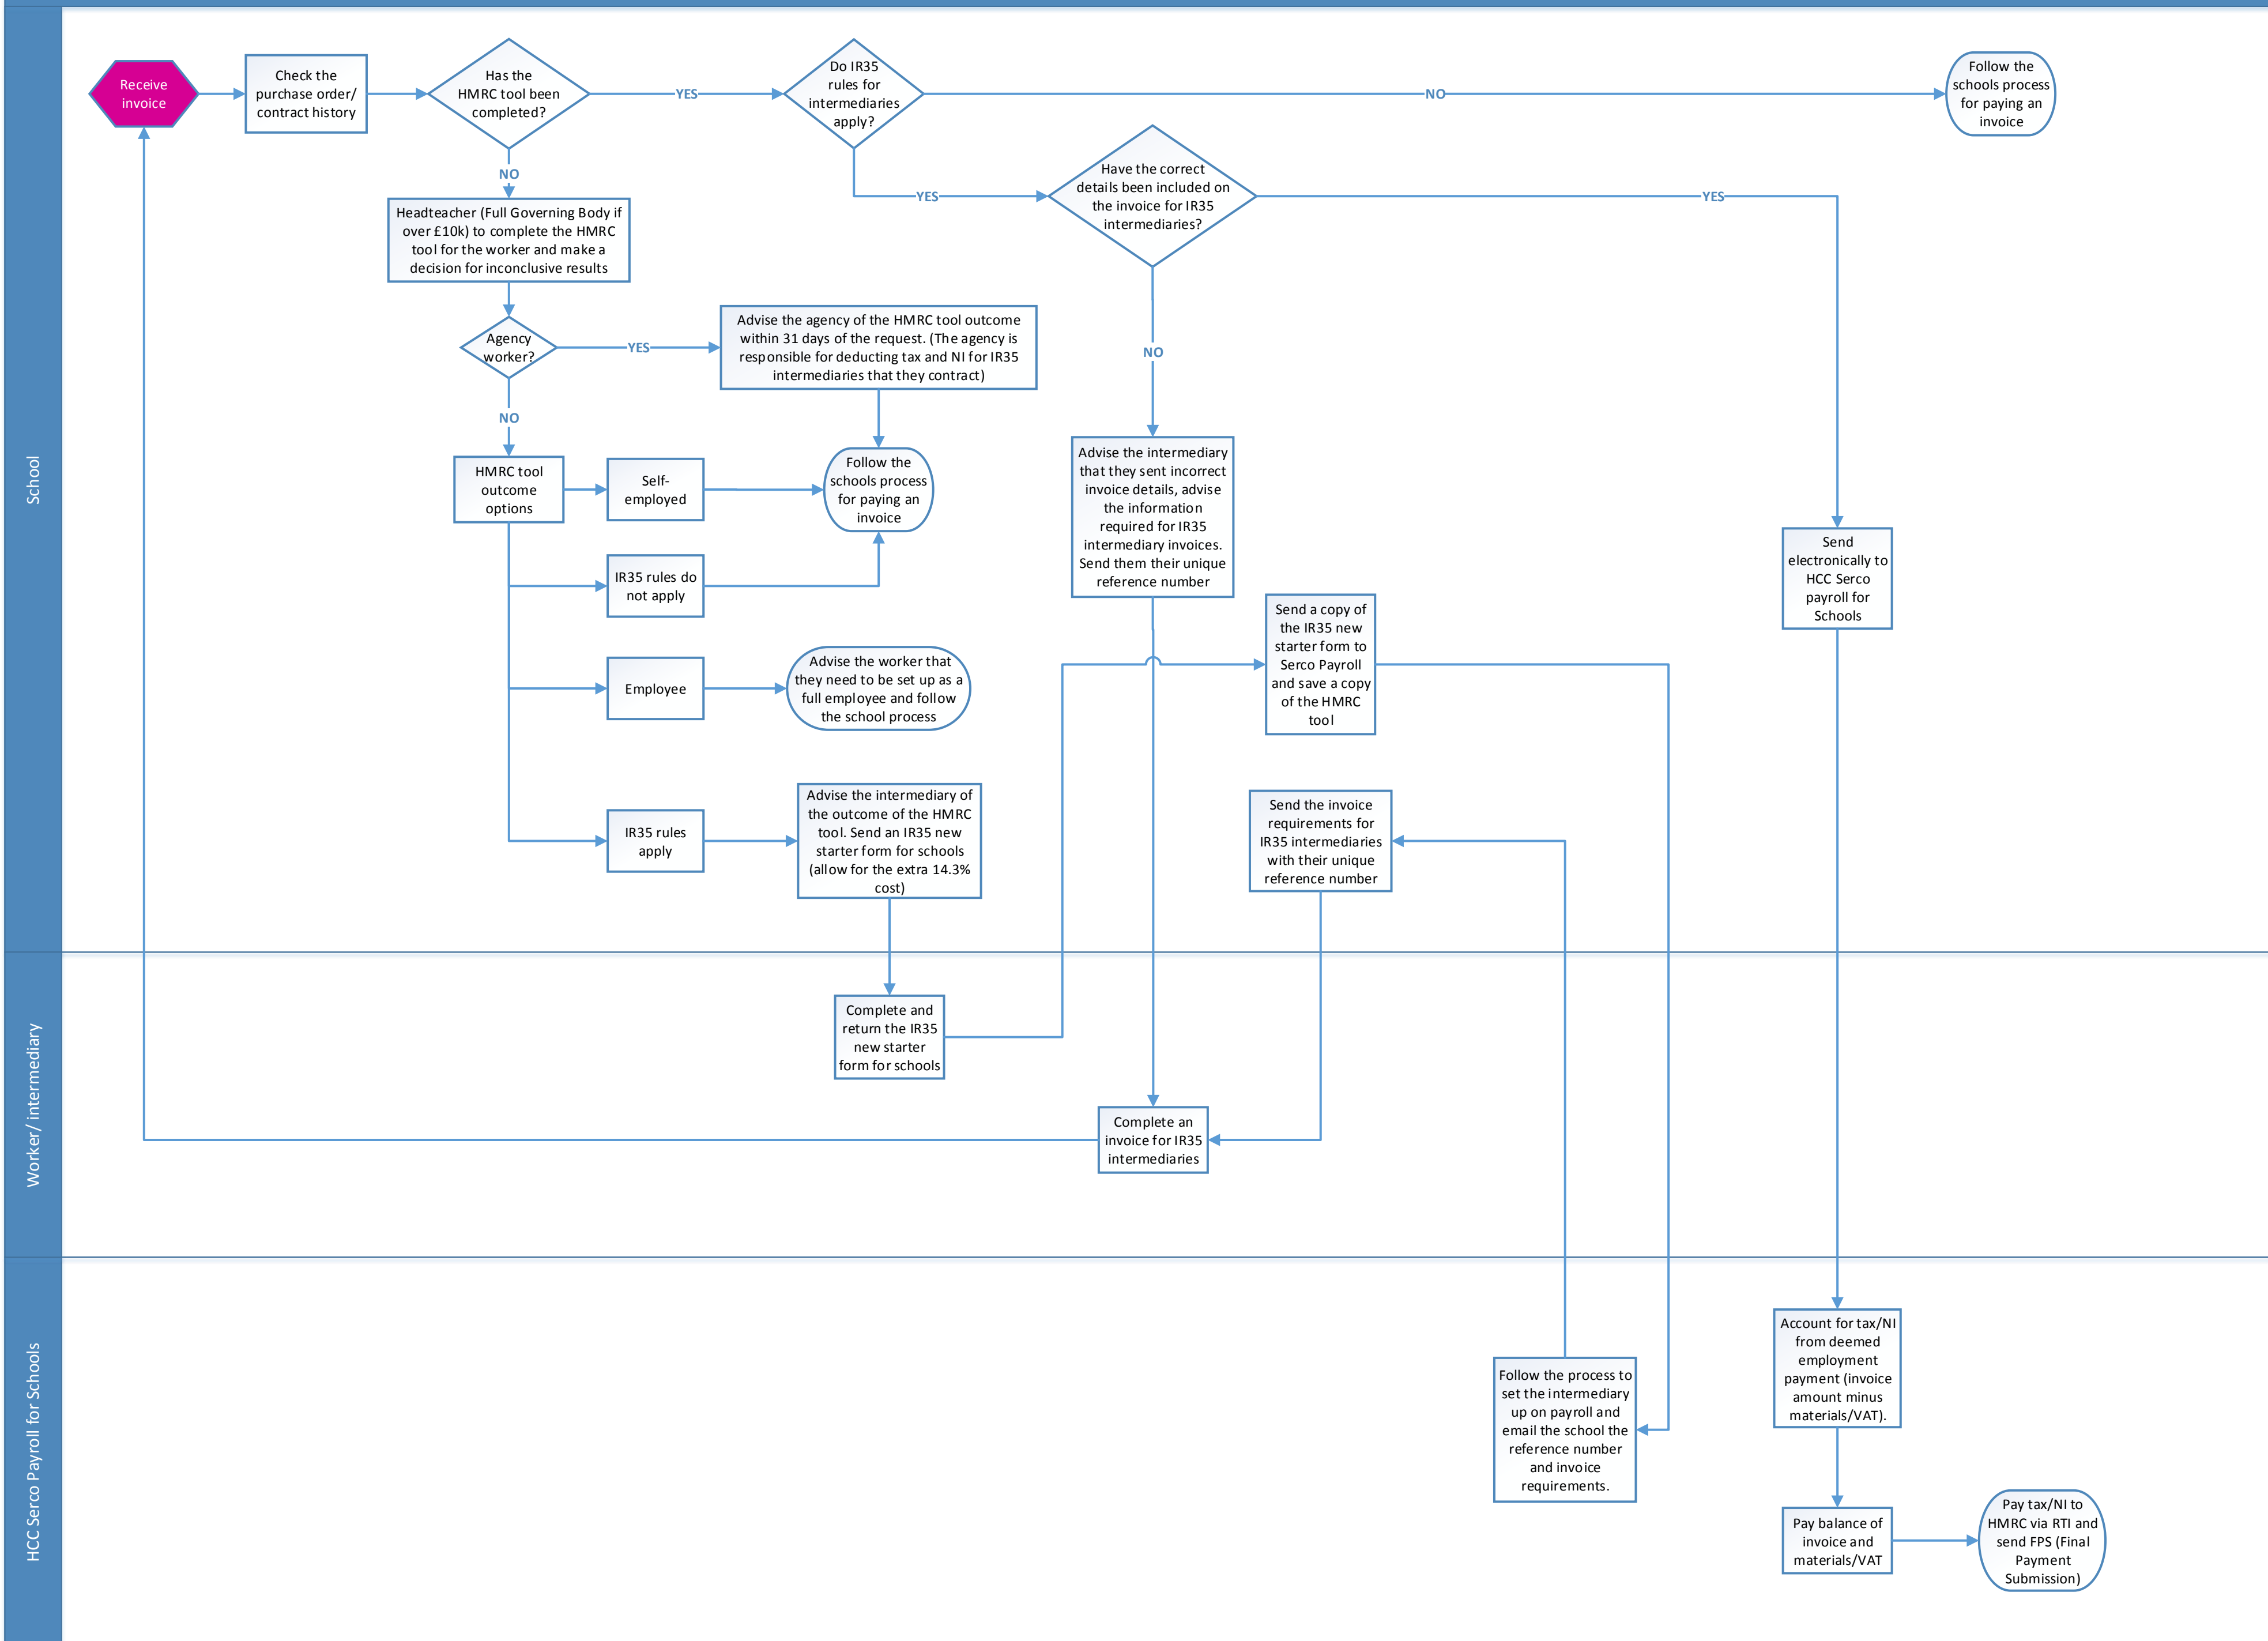 School
Receive
invoice
Check the
purchase order/
contract history
Has the
HMRC tool been
completed?
YES
Do IR35
rules for
intermediaries
apply?
NO
Follow the
schools process
for paying an
invoice
NO
YES
Have the correct
details been included on
the invoice for IR35
intermediaries?
YES
Headteacher (Full Governing Body if
over £10k) to complete the HMRC
tool for the worker and make a
decision for inconclusive results
Agency
worker?
YES
Advise the agency of the HMRC tool outcome
within 31 days of the request. (The agency is
responsible for deducting tax and NI for IR35
intermediaries that they contract)
NO
NO
HMRC tool
outcome
options
Self-
employed
Follow the
schools process
for paying an
invoice
Advise the intermediary
that they sent incorrect
invoice details, advise
the information
required for IR35
intermediary invoices.
Send them their unique
reference number
Send
electronically to
HCC Serco
payroll for
Schools
IR35 rules do
not apply
Send a copy of
the IR35 new
starter form to
Serco Payroll
and save a copy
of the HMRC
tool
Employee
Advise the worker that
they need to be set up as a
full employee and follow
the school process
IR35 rules
apply
Advise the intermediary of
the outcome of the HMRC
tool. Send an IR35 new
starter form for schools
(allow for the extra 14.3%
cost)
Send the invoice
requirements for
IR35 intermediaries
with their unique
reference number
Worker/ intermediary
Complete and
return the IR35
new starter
form for schools
Complete an
invoice for IR35
intermediaries
HCC Serco Payroll for Schools
Follow the process to
set the intermediary
up on payroll and
email the school the
reference number
and invoice
requirements.
Account for tax/NI
from deemed
employment
payment (invoice
amount minus
materials/VAT).
Pay balance of
invoice and
materials/VAT
Pay tax/NI to
HMRC via RTI and
send FPS (Final
Payment
Submission)